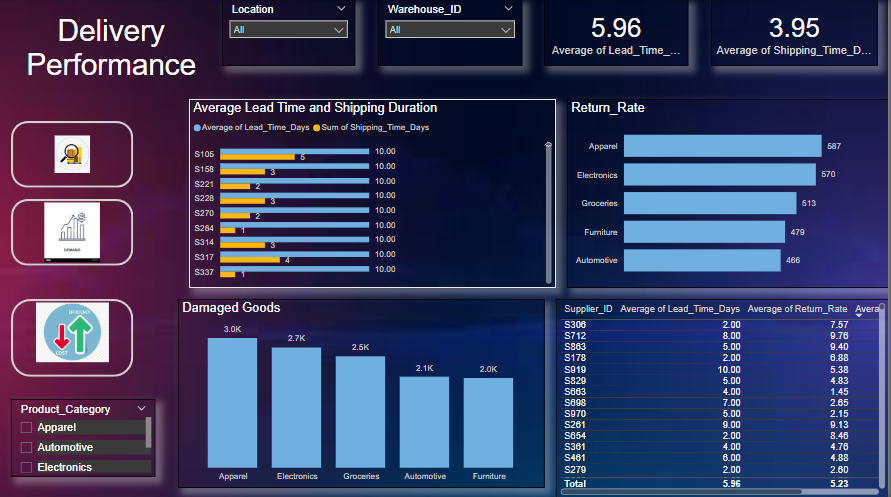 Delivery
Performance
Location
All
Warehouse_ID
All
5.96
Average of Lead_Time_...
3.95
Average of Shipping_Time_D...
Average Lead Time and Shipping Duration
Average of Lead_Time_Days Sum of Shipping_Time_Days
S105 10.00 5
S158 10.00 3
S221 10.00 2
S228 10.00 3
S270 10.00 2
S284 10.00 1
S314 10.00 3
S317 10.00 4
S337 10.00 1
Return_Rate
Apparel 587
Electronics 570
Groceries 513
Furniture 479
Automotive 466
DEMAND
EFFICIENCY
COST
Product_Category
Apparel
Automotive
Electronics
Damaged Goods
3.0K 2.7K 2.5K 2.1K 2.0K
Apparel Electronics Groceries Automotive Furniture
Supplier_ID Average of Lead_Time_Days Average of Return_Rate Avera
S306 2.00 7.57
S712 8.00 9.76
S863 5.00 9.40
S178 2.00 6.88
S919 10.00 5.38
S829 5.00 4.83
S663 4.00 1.45
S698 7.00 2.65
S970 5.00 2.15
S261 9.00 9.13
S654 2.00 8.46
S361 4.00 4.76
S461 6.00 4.88
S279 2.00 2.60
Total 5.96 5.23